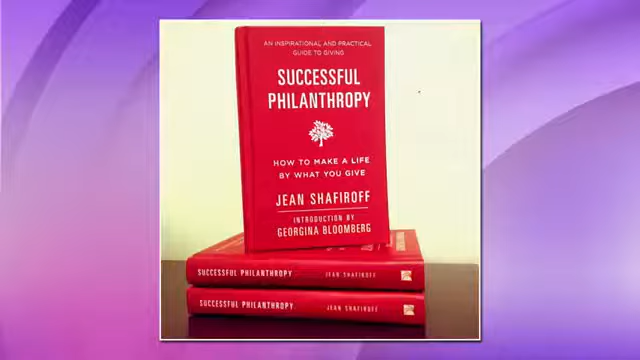 AN INSPIRATIONAL AND PRACTICAL
GUIDE TO GIVING
SUCCESSFUL
PHILANTHROPY
HOW TO MAKE A LIFE
BY WHAT YOU GIVE
JEAN SHAFIROFF
INTRODUCTION BY
GEORGINA BLOOMBERG
SUCCESSFUL PHILANTHROPY JEAN SHAFIROFF
SUCCESSFUL PHILANTHROPY JEAN SHAFIROFF